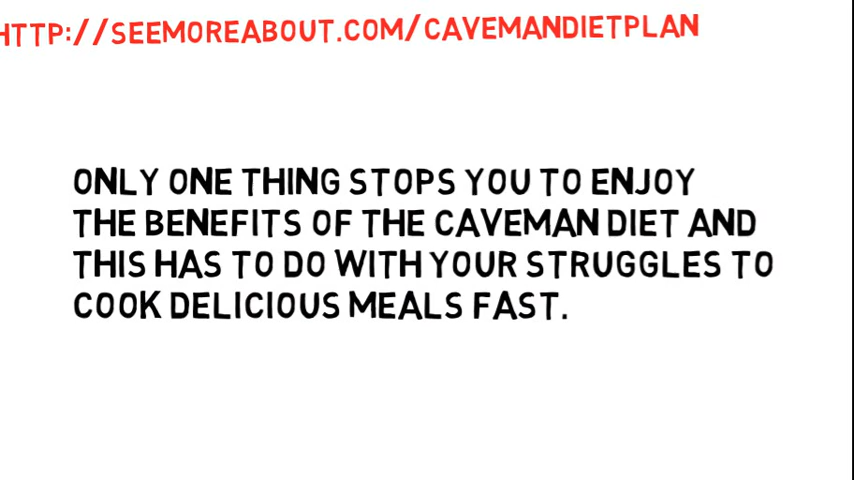 HTTP://SEEMOREABOUT.COM/CAVEMANDIETPLAN
ONLY ONE THING STOPS YOU TO ENJOY
THE BENEFITS OF THE CAVEMAN DIET AND
THIS HAS TO DO WITH YOUR STRUGGLES TO
COOK DELICIOUS MEALS FAST.